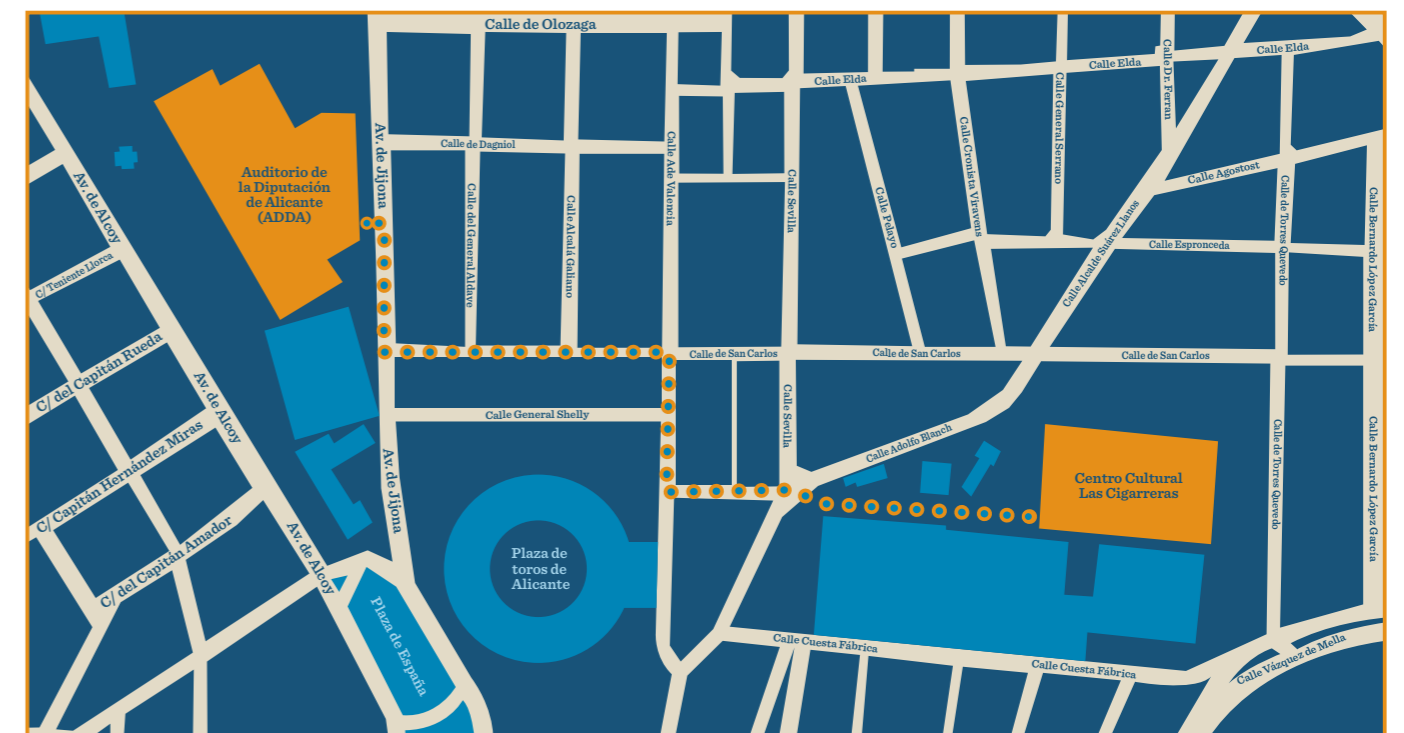 Calle de Olozaga
Calle Elda
Calle Elda
Calle Elda
Calle Dr. Ferran
Calle General Serrano
Calle Cronista Viravens
Av. de Jijona
Calle de Dagniol
Calle Ade Valencia
Calle Sevilla
Calle Pelayo
Calle Agostost
Auditorio de
la Diputación
de Alicante
(ADDA)
Av. de Alcoy
Calle del General Aldave
Calle Alcalá Galiano
Calle Alcalde Suárez Llanos
Calle Espronceda
Calle de Torres Quevedo
Calle Bernardo López García
C/ Teniente Llorca
C/ del Capitán Rueda
Calle de San Carlos
Calle de San Carlos
Calle de San Carlos
Av. de Alcoy
Calle General Shelly
Calle Sevilla
Calle Adolfo Blanch
C/ Capitán Hernández Miras
Av. de Jijona
Centro Cultural
Las Cigarreras
Calle de Torres Quevedo
Calle Bernardo López García
C/ del Capitán Amador
Av. de Alcoy
Plaza de
toros de
Alicante
Plaza de España
Calle Cuesta Fábrica
Calle Cuesta Fábrica
Calle Vázquez de Mella